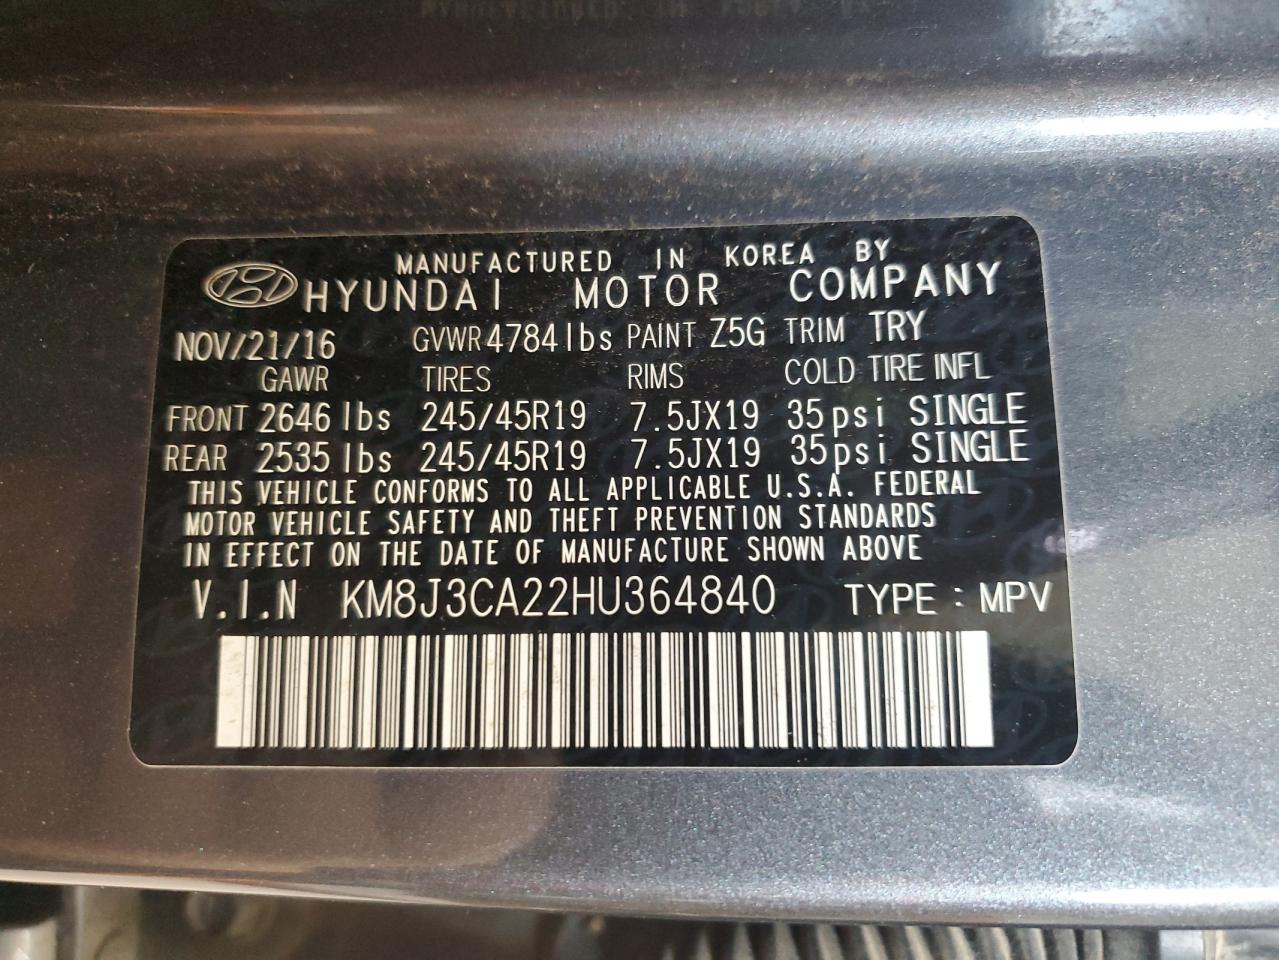 MANUFACTURED IN KOREA BY
HYUNDAI MOTOR COMPANY
NOV/21/16 GVWR 4784 lbs PAINT Z5G TRIM TRY
GAWR TIRES RIMS COLD TIRE INFL
FRONT 2646 lbs 245/45R19 7.5JX19 35psi SINGLE
REAR 2535 lbs 245/45R19 7.5JX19 35psi SINGLE
THIS VEHICLE CONFORMS TO ALL APPLICABLE U.S.A. FEDERAL
MOTOR VEHICLE SAFETY AND THEFT PREVENTION STANDARDS
IN EFFECT ON THE DATE OF MANUFACTURE SHOWN ABOVE
V.I.N KM8J3CA22HU364840 TYPE : MPV